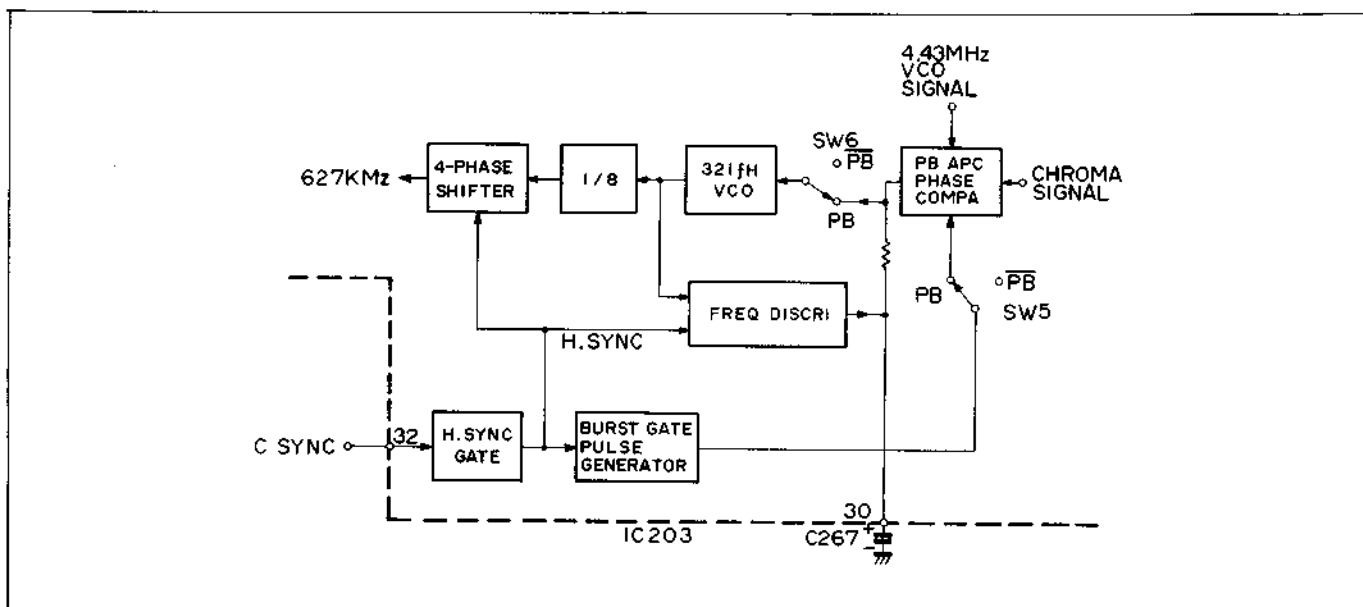 4.43MHz
VCO
SIGNAL
SW6
PB
627KMz
4-PHASE
SHIFTER
1/8
321fH
VCO
PB
PB APC
PHASE
COMPA
CHROMA
SIGNAL
FREQ DISCRI
H.SYNC
PB
PB
SW5
C SYNC
32
H.SYNC
GATE
BURST GATE
PULSE
GENERATOR
30
IC203
C267
+
-